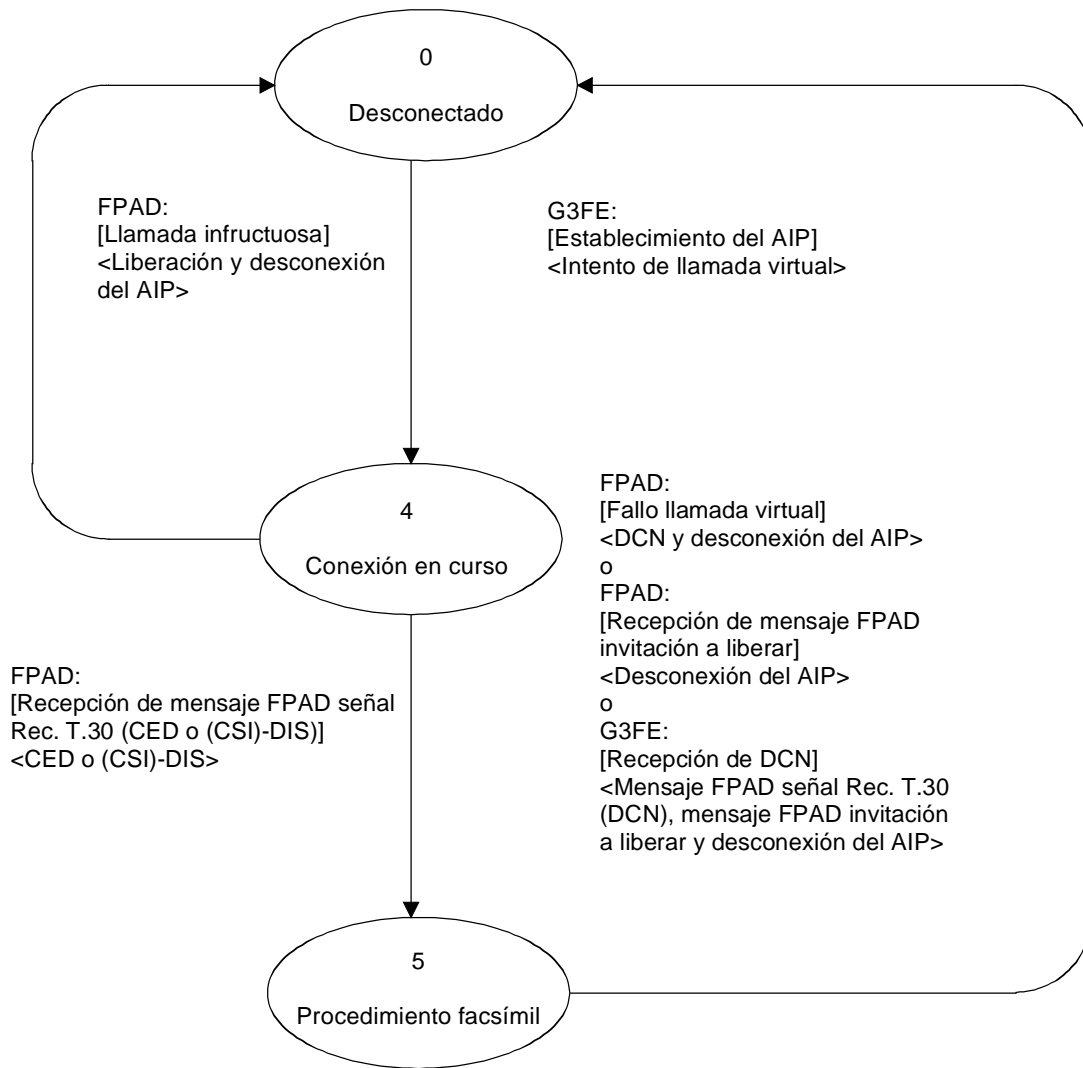 0
Desconectado
FPAD:
[Llamada infructuosa]
<Liberación y desconexión
del AIP>
G3FE:
[Establecimiento del AIP]
<Intento de llamada virtual>
4
Conexión en curso
FPAD:
[Fallo llamada virtual]
<DCN y desconexión del AIP>
o
FPAD:
[Recepción de mensaje FPAD
invitación a liberar]
<Desconexión del AIP>
o
G3FE:
[Recepción de DCN]
<Mensaje FPAD señal Rec. T.30
(DCN), mensaje FPAD invitación
a liberar y desconexión del AIP>
FPAD:
[Recepción de mensaje FPAD señal
Rec. T.30 (CED o (CSI)-DIS)]
<CED o (CSI)-DIS>
5
Procedimiento facsímil